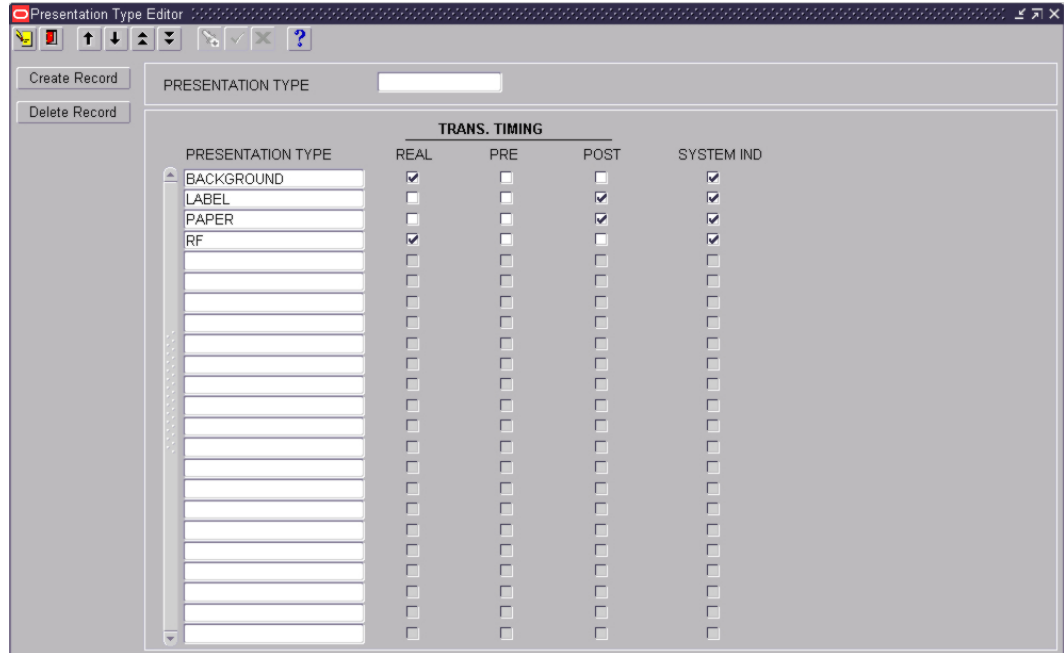 Presentation Type Editor
?
Create Record
PRESENTATION TYPE
Delete Record
TRANS. TIMING
PRESENTATION TYPE REAL PRE POST SYSTEM IND
BACKGROUND
LABEL
PAPER
RF